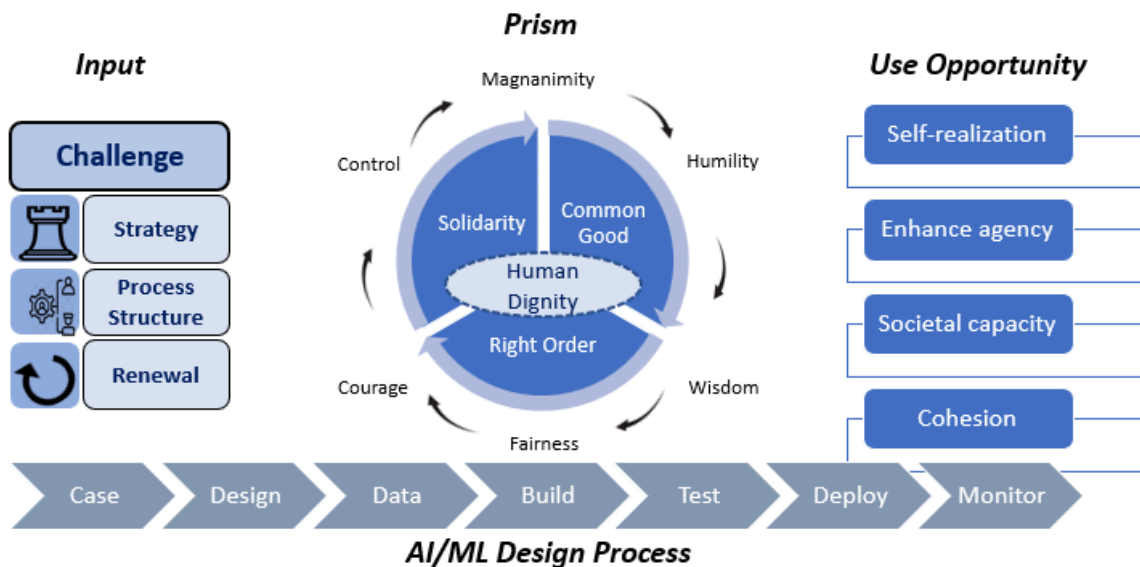 Input
Challenge
Strategy
Process
Structure
Renewal
Prism
Magnanimity
Humility
Wisdom
Fairness
Courage
Control
Solidarity
Common
Good
Human
Dignity
Right Order
Use Opportunity
Self-realization
Enhance agency
Societal capacity
Cohesion
Case
Design
Data
Build
Test
Deploy
Monitor
AI/ML Design Process